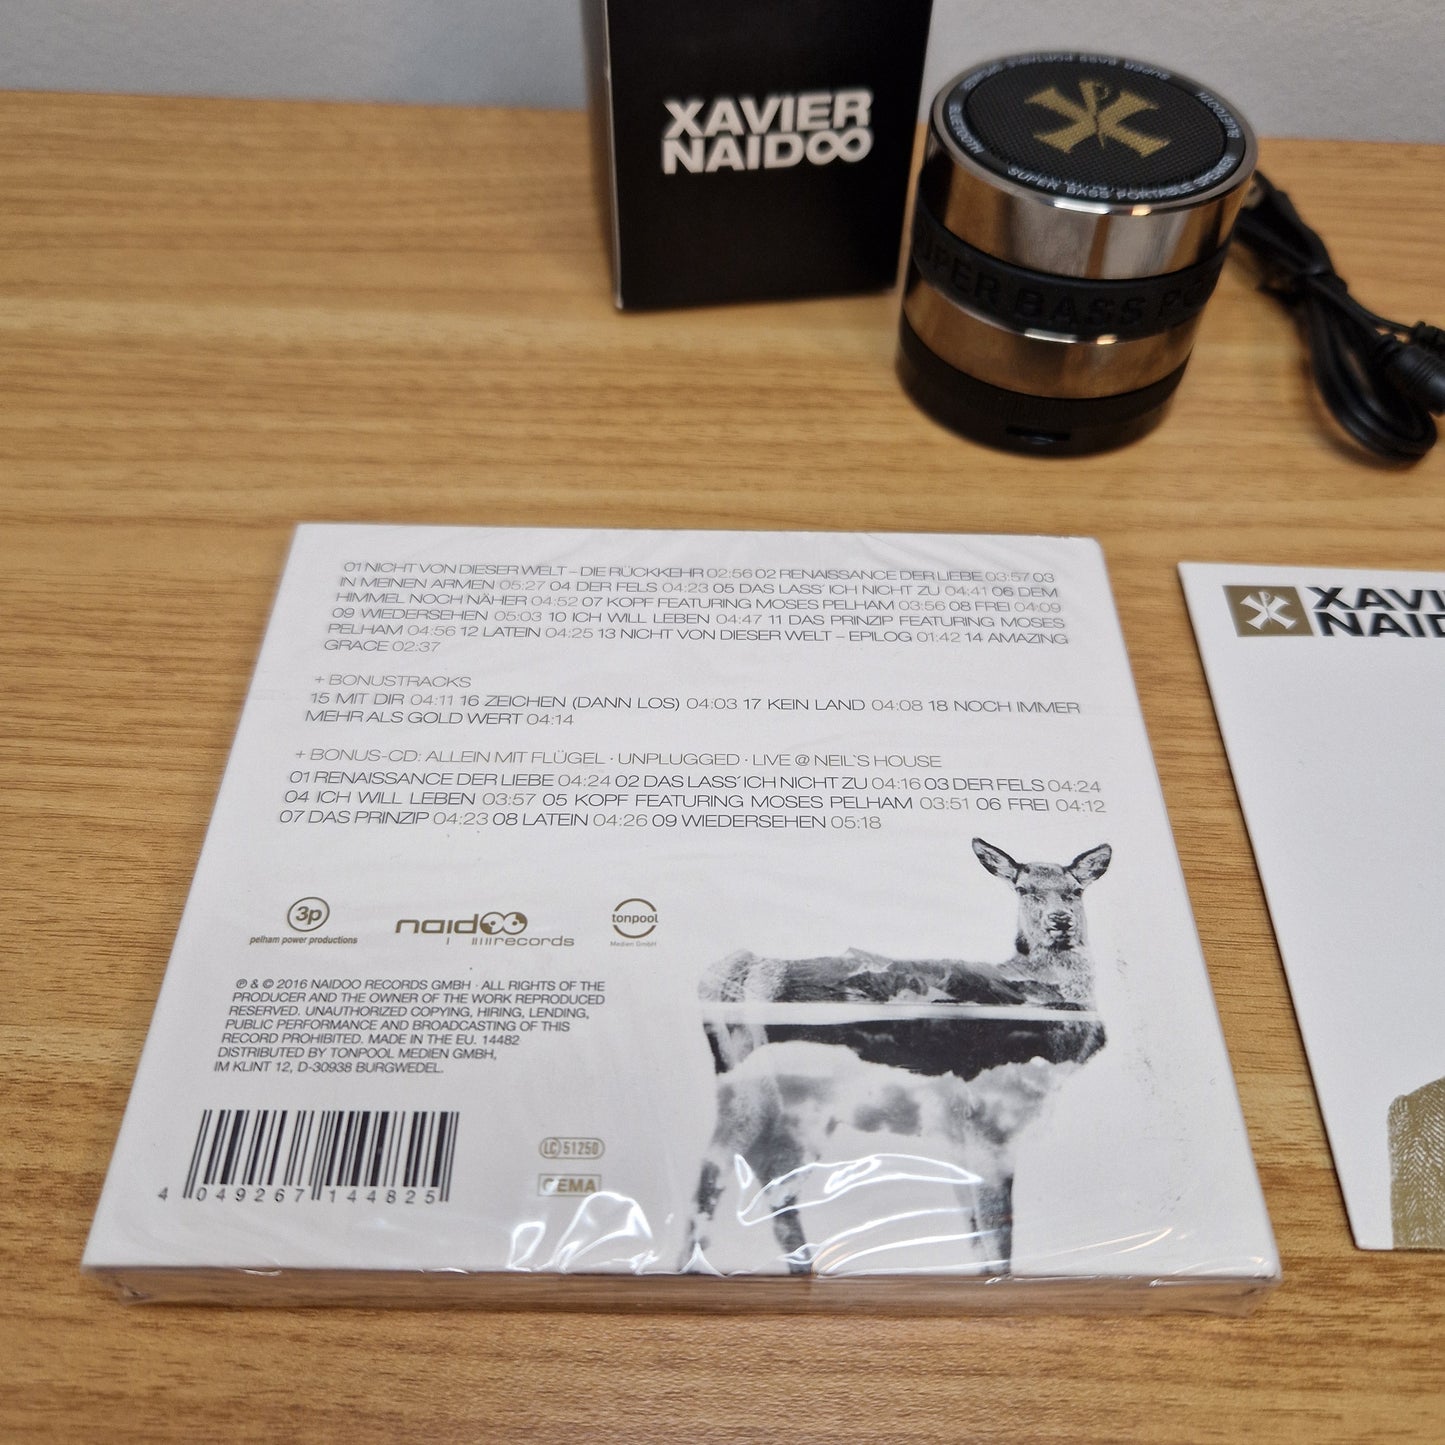 XAVIER
NAIDOO
SUPER BASS PORTABLE SPEAKER
BLUETOOTH
SUPER BASS PO
01 NICHT VON DIESER WELT – DIE RÜCKKEHR 02:56 02 RENAISSANCE DER LIEBE 03:57 03
IN MEINEN ARMEN 05:27 04 DER FELS 04:23 05 DAS LASS' ICH NICHT ZU 04:41 06 DEM
HIMMEL NOCH NÄHER 04:52 07 KOPF FEATURING MOSES PELHAM 03:56 08 FREI 04:09
09 WIEDERSEHEN 05:03 10 ICH WILL LEBEN 04:47 11 DAS PRINZIP FEATURING MOSES
PELHAM 04:56 12 LATEIN 04:25 13 NICHT VON DIESER WELT – EPILOG 01:42 14 AMAZING
GRACE 02:37
+ BONUSTRACKS
15 MIT DIR 04:11 16 ZEICHEN (DANN LOS) 04:03 17 KEIN LAND 04:08 18 NOCH IMMER
MEHR ALS GOLD WERT 04:14
+ BONUS-CD: ALLEIN MIT FLÜGEL · UNPLUGGED · LIVE @ NEIL`S HOUSE
01 RENAISSANCE DER LIEBE 04:24 02 DAS LASS´ICH NICHT ZU 04:16 03 DER FELS 04:24
04 ICH WILL LEBEN 03:57 05 KOPF FEATURING MOSES PELHAM 03:51 06 FREI 04:12
07 DAS PRINZIP 04:23 08 LATEIN 04:26 09 WIEDERSEHEN 05:18
3p
pelham power productions
naidoo
records
tonpool
Medien GmbH
℗ & © 2016 NAIDOO RECORDS GMBH · ALL RIGHTS OF THE
PRODUCER AND THE OWNER OF THE WORK REPRODUCED
RESERVED. UNAUTHORIZED COPYING, HIRING, LENDING,
PUBLIC PERFORMANCE AND BROADCASTING OF THIS
RECORD PROHIBITED. MADE IN THE EU. 14482
DISTRIBUTED BY TONPOOL MEDIEN GMBH,
IM KLINT 12, D-30938 BURGWEDEL.
4 049267 144825
LC 51250
GEMA
XAVI
NAID